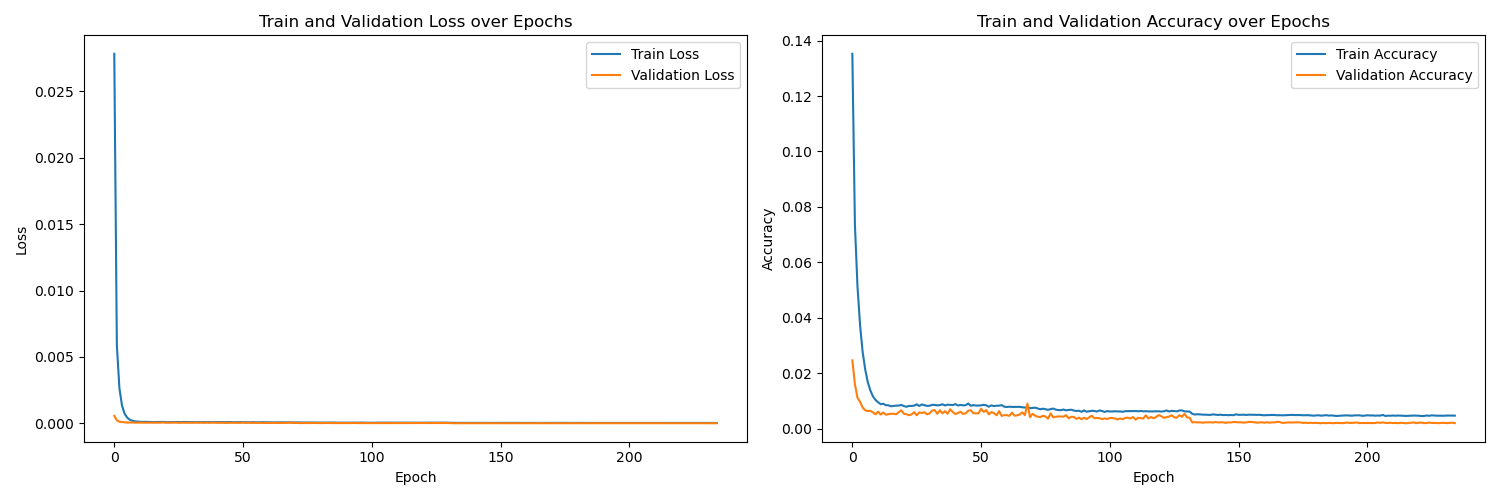 Train and Validation Loss over Epochs
Train Loss
Validation Loss
0.025
0.020
0.015
0.010
0.005
0.000
Loss
0
50
100
150
200
Epoch
Train and Validation Accuracy over Epochs
Train Accuracy
Validation Accuracy
0.14
0.12
0.10
0.08
0.06
0.04
0.02
0.00
Accuracy
0
50
100
150
200
Epoch